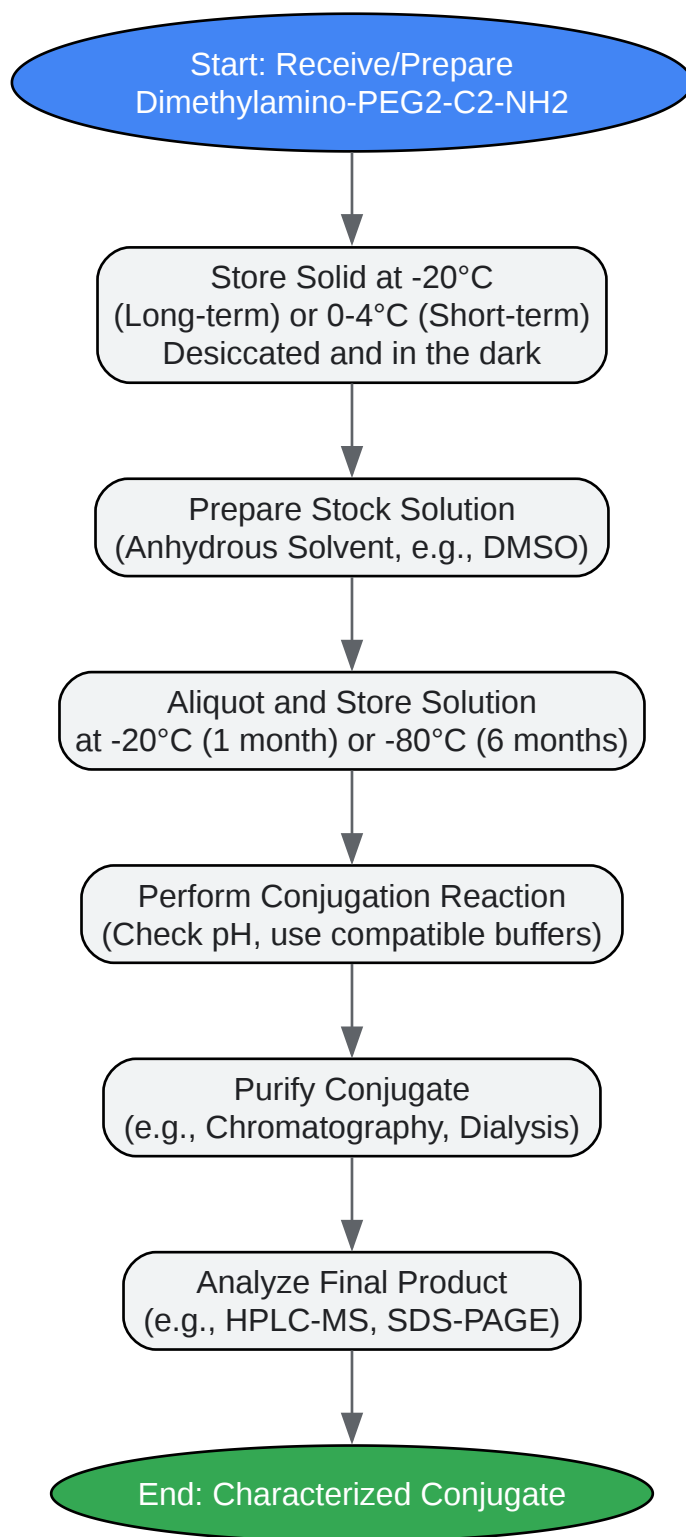 Start: Receive/Prepare
Dimethylamino-PEG2-C2-NH2
Store Solid at -20°C
(Long-term) or 0-4°C (Short-term)
Desiccated and in the dark
Prepare Stock Solution
(Anhydrous Solvent, e.g., DMSO)
Aliquot and Store Solution
at -20°C (1 month) or -80°C (6 months)
Perform Conjugation Reaction
(Check pH, use compatible buffers)
Purify Conjugate
(e.g., Chromatography, Dialysis)
Analyze Final Product
(e.g., HPLC-MS, SDS-PAGE)
End: Characterized Conjugate